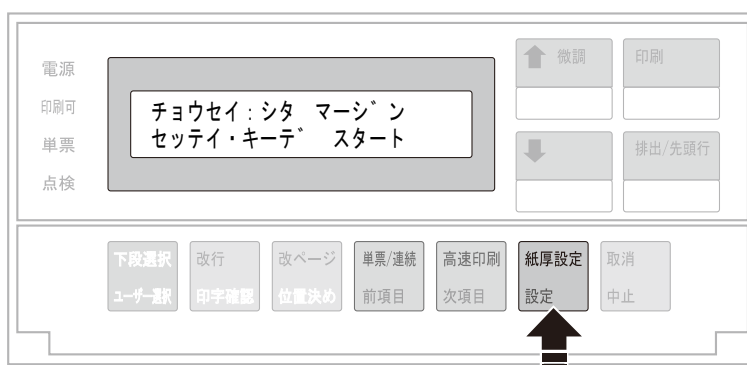 電源
印刷可
単票
点検
チョウセイ:シタ マージン
セッテイ・キーデ スタート
微調
印刷
排出/先頭行
下段選択
ユーザー選択
改行
印字確認
改ページ
位置決め
単票/連続
前項目
高速印刷
次項目
紙厚設定
設定
取消
中止